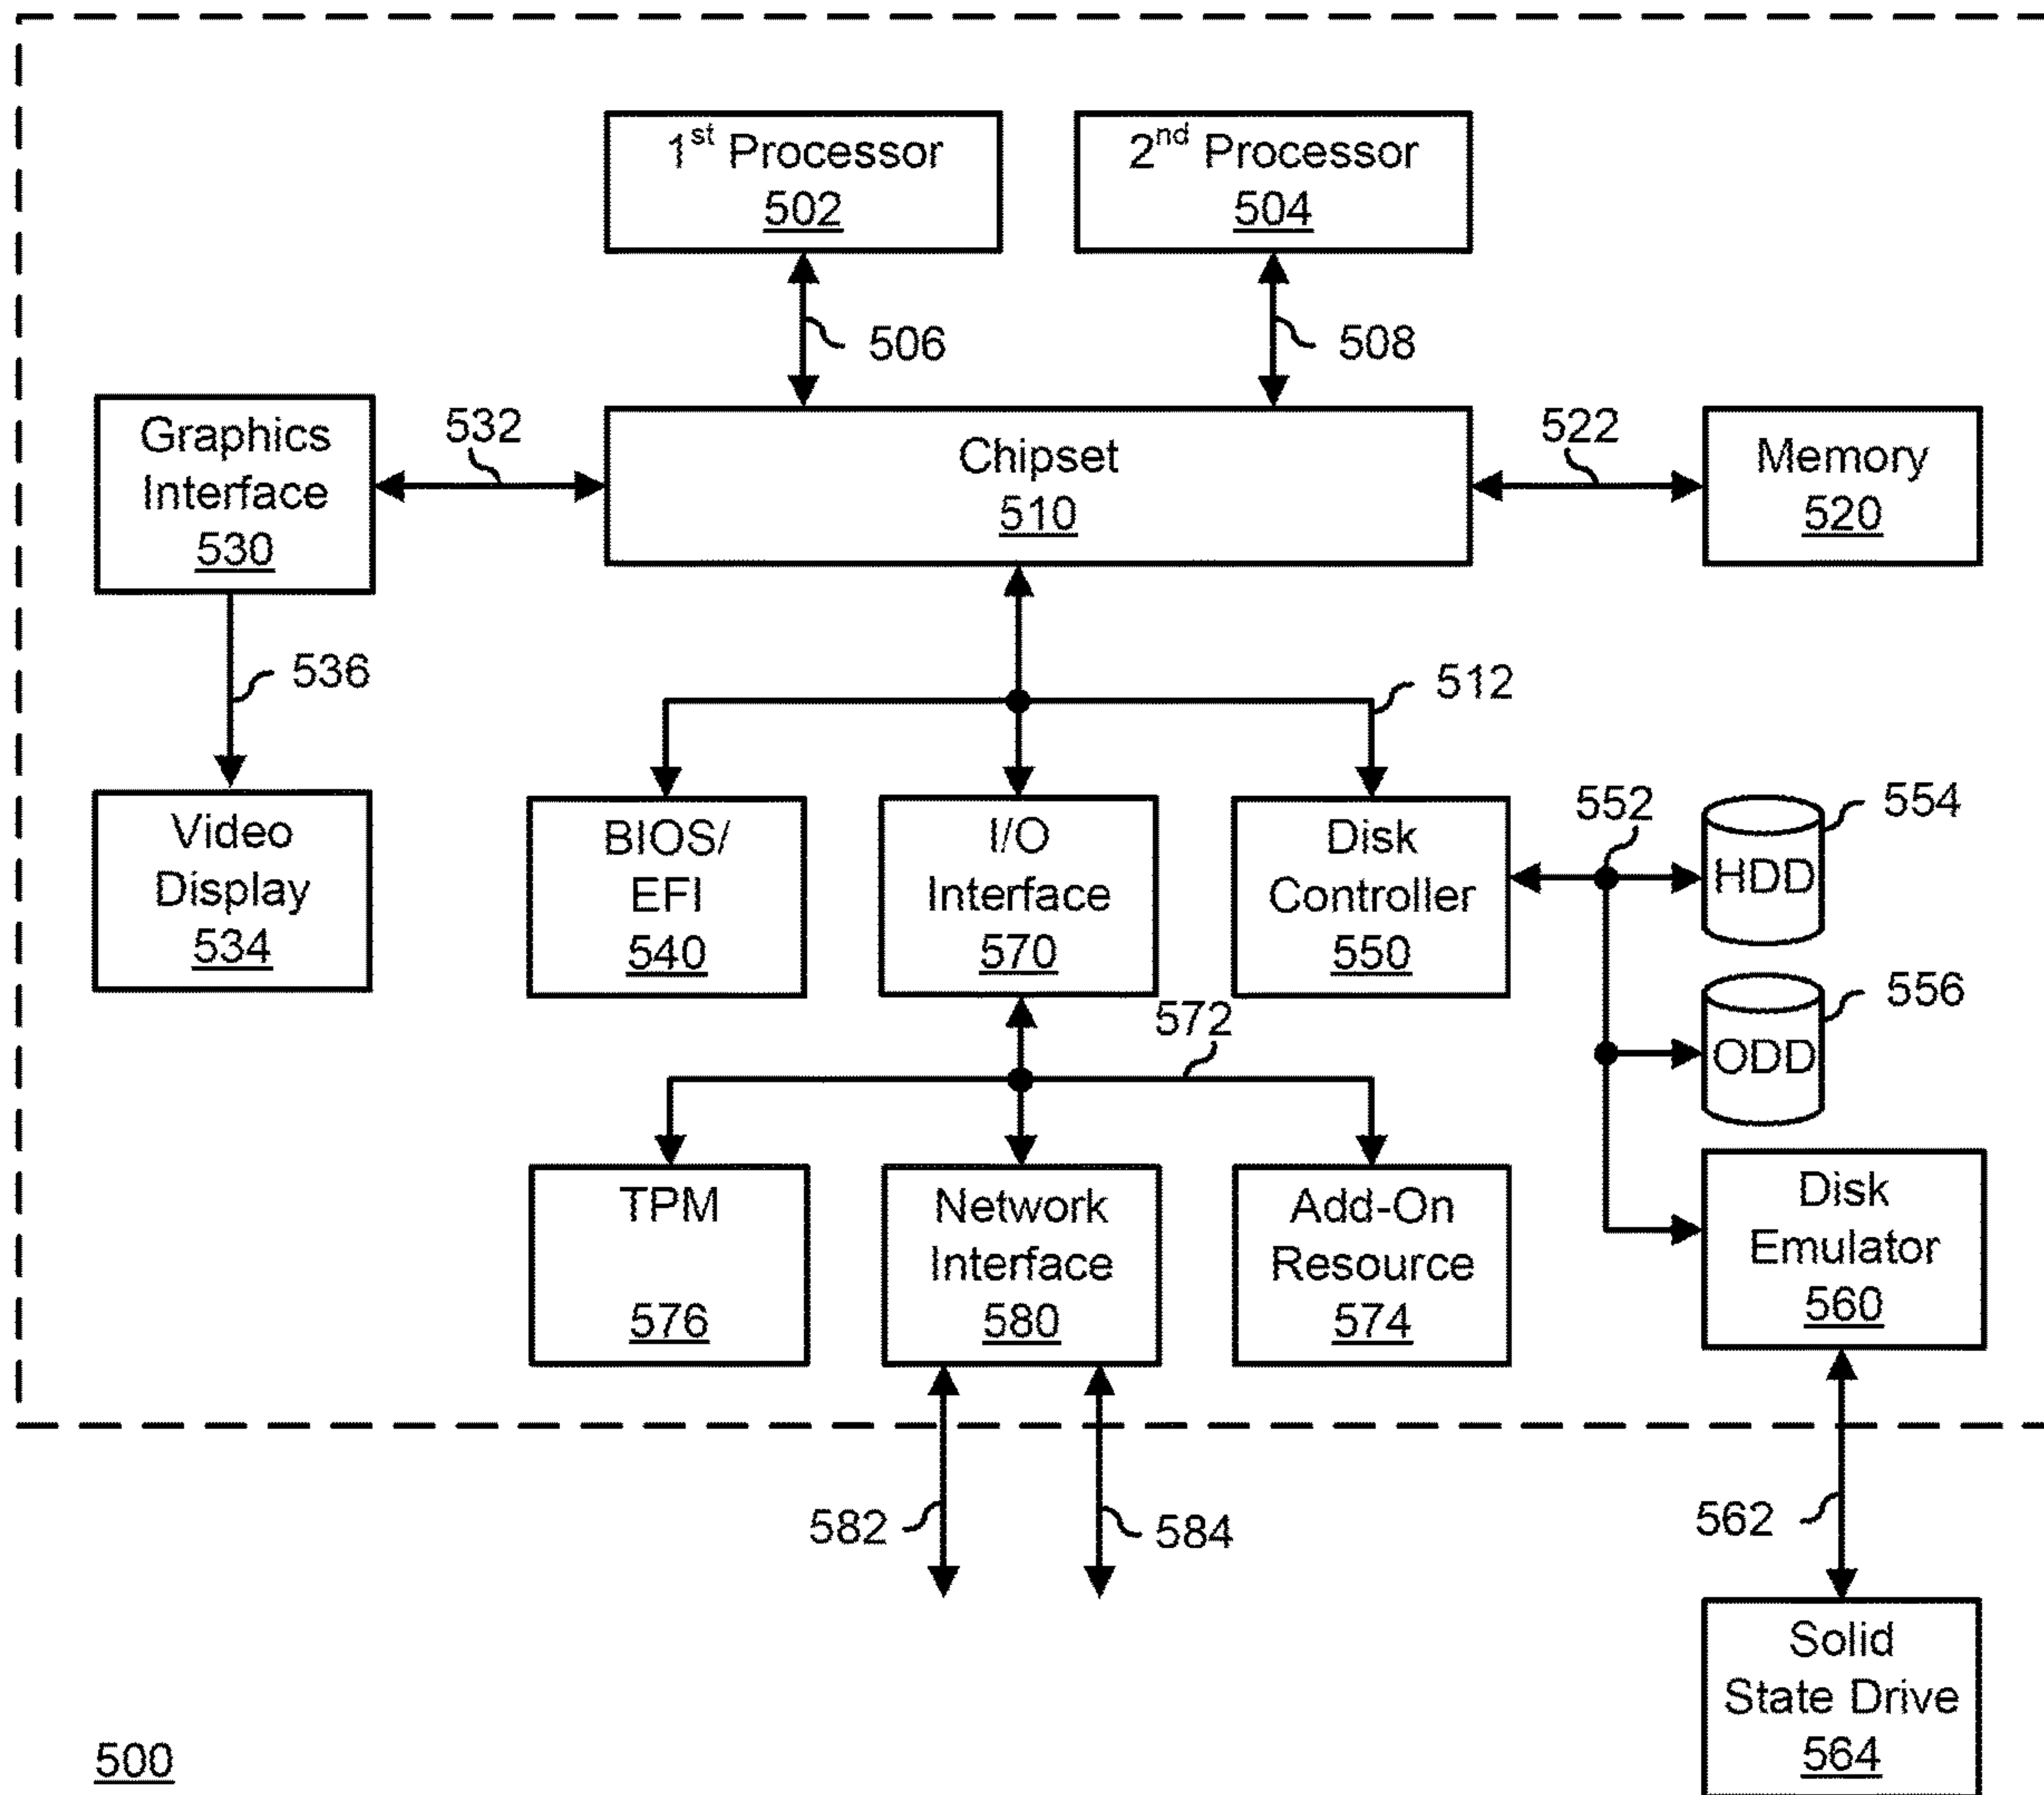 1st Processor
502
2nd Processor
504
506
508
Graphics
Interface
530
532
Chipset
510
522
Memory
520
536
512
Video
Display
534
BIOS/
EFI
540
I/O
Interface
570
Disk
Controller
550
552
HDD
554
ODD
556
572
TPM
576
Network
Interface
580
Add-On
Resource
574
Disk
Emulator
560
582
584
562
Solid
State Drive
564
500